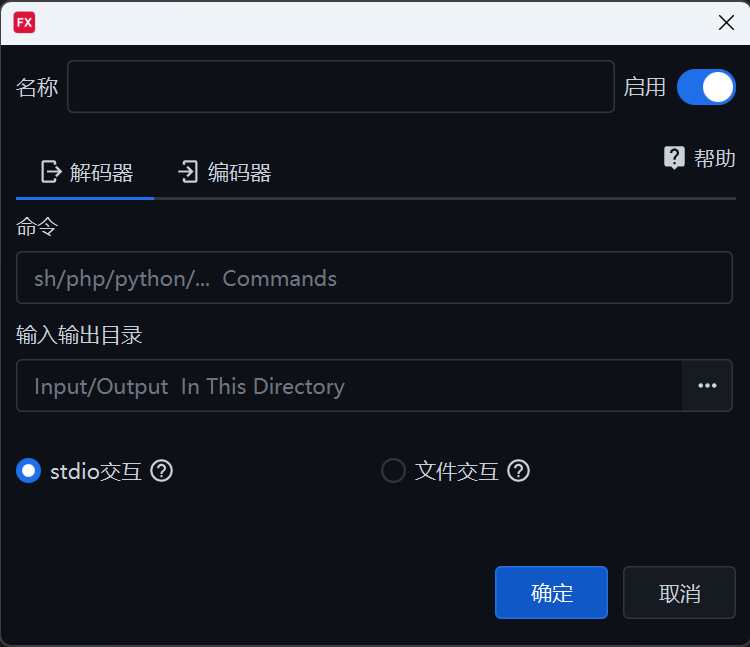 FX
名称 启用
解码器 编码器 帮助
命令
sh/php/python/... Commands
输入输出目录
Input/Output In This Directory
stdio交互 文件交互
确定 取消